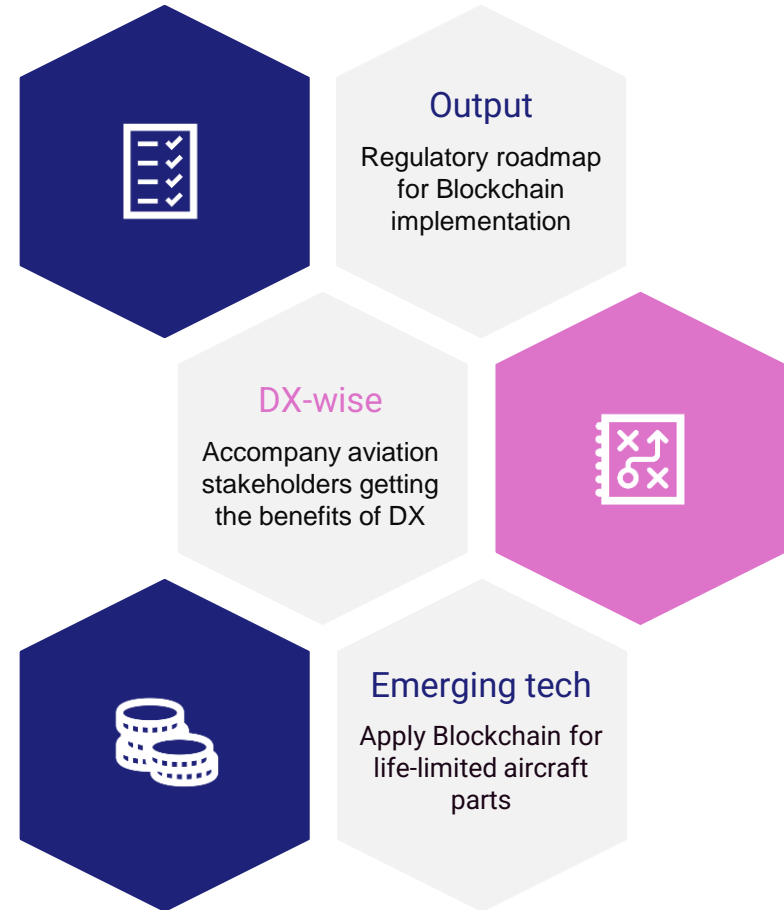 Output
Regulatory roadmap
for Blockchain
implementation
DX-wise
Accompany aviation
stakeholders getting
the benefits of DX
Emerging tech
Apply Blockchain for
life-limited aircraft
parts